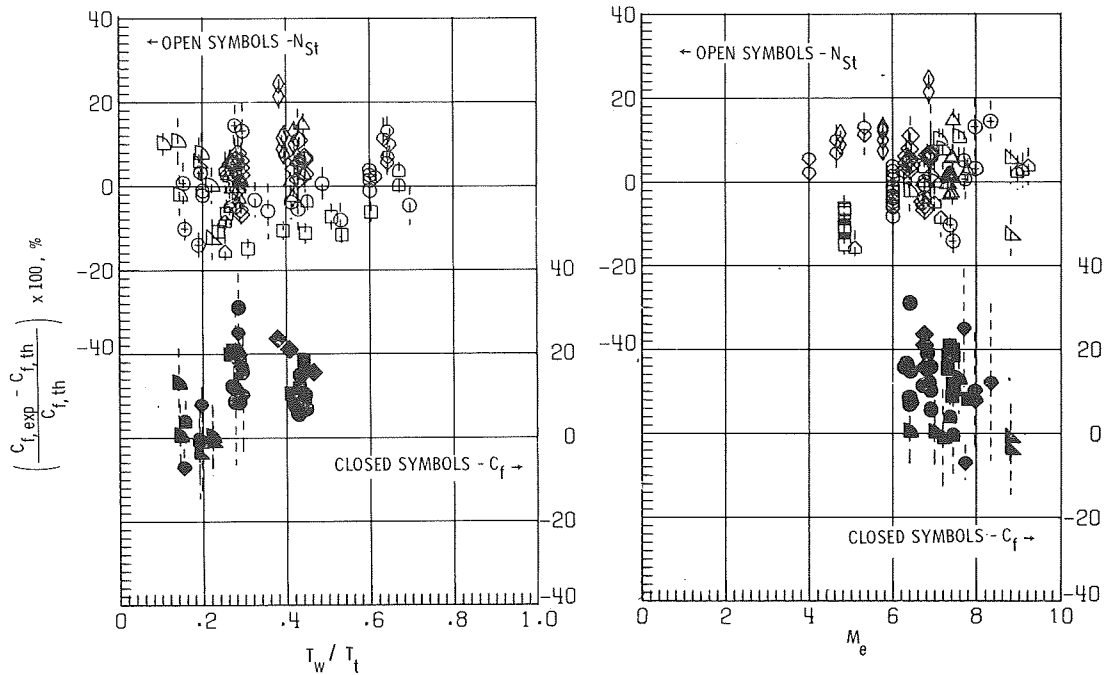 40
20
0
-20
-40
← OPEN SYMBOLS - N_St
40
20
0
-20
-40
CLOSED SYMBOLS - C_f →
0 .2 .4 .6 .8 1.0
T_w / T_t
( C_f,exp - C_f,th / C_f,th ) x 100, %
40
20
0
-20
-40
← OPEN SYMBOLS - N_St
40
20
0
-20
-40
CLOSED SYMBOLS - C_f →
0 2 4 6 8 10
M_e